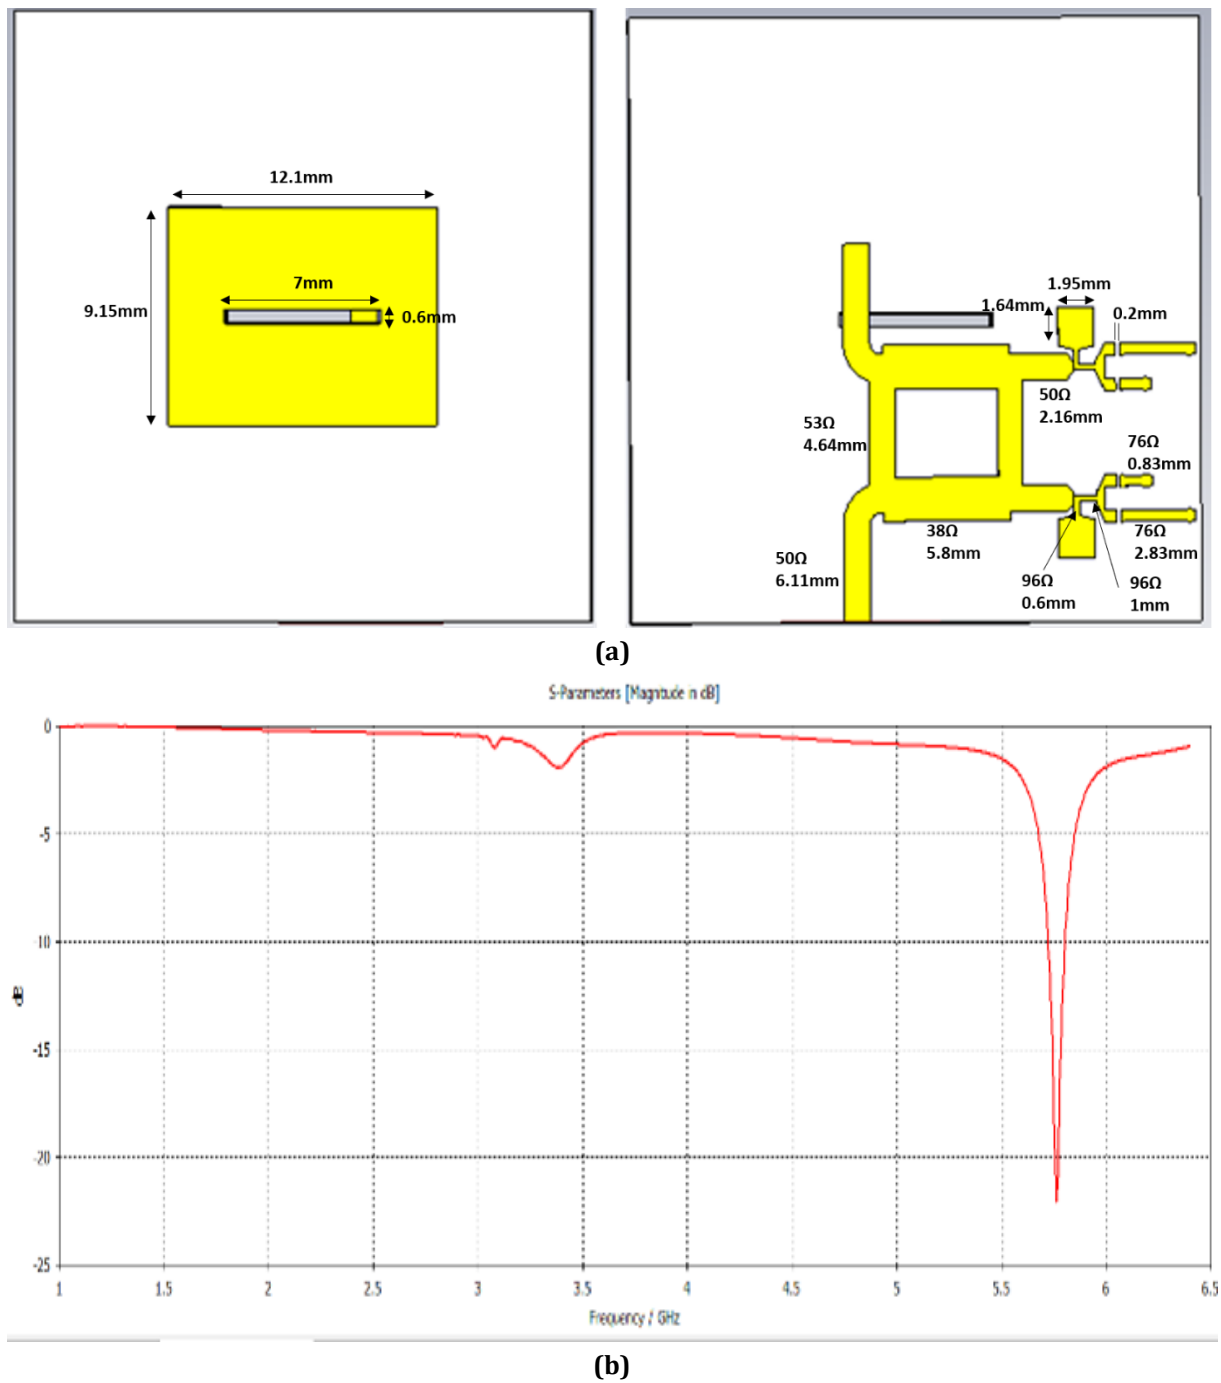 12.1mm
7mm
9.15mm
0.6mm
1.95mm
1.64mm
0.2mm
50Ω
2.16mm
53Ω
4.64mm
76Ω
0.83mm
38Ω
5.8mm
76Ω
2.83mm
50Ω
6.11mm
96Ω
0.6mm
96Ω
1mm
(a)
S-Parameters [Magnitude in dB]
0
-5
-10
-15
-20
-25
dB
1 1.5 2 2.5 3 3.5 4 4.5 5 5.5 6 6.5
Frequency / GHz
(b)